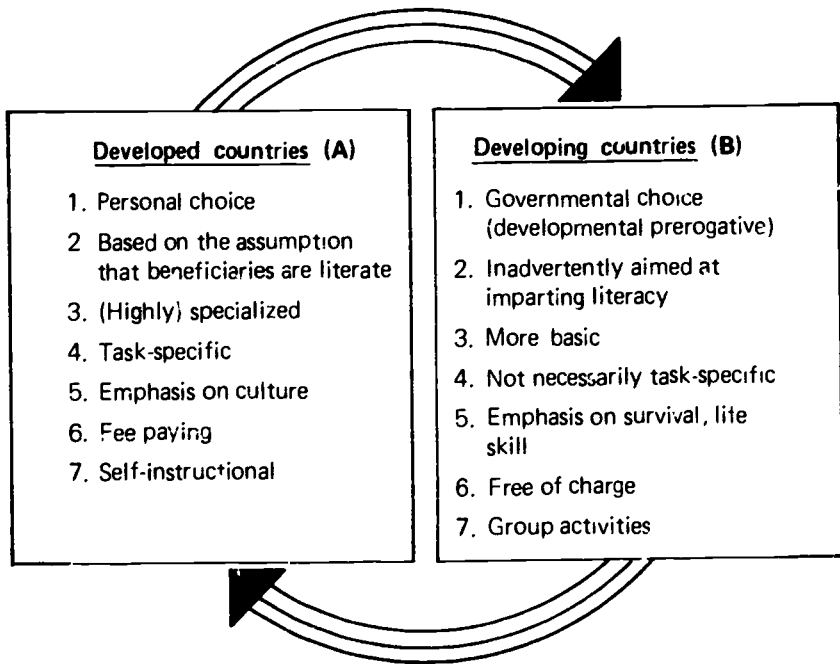 Developed countries (A)
1. Personal choice
2 Based on the assumption
that beneficiaries are literate
3. (Highly) specialized
4. Task-specific
5. Emphasis on culture
6. Fee paying
7. Self-instructional
Developing countries (B)
1. Governmental choice
(developmental prerogative)
2. Inadvertently aimed at
imparting literacy
3. More basic
4. Not necessarily task-specific
5. Emphasis on survival, lite
skill
6. Free of charge
7. Group activities